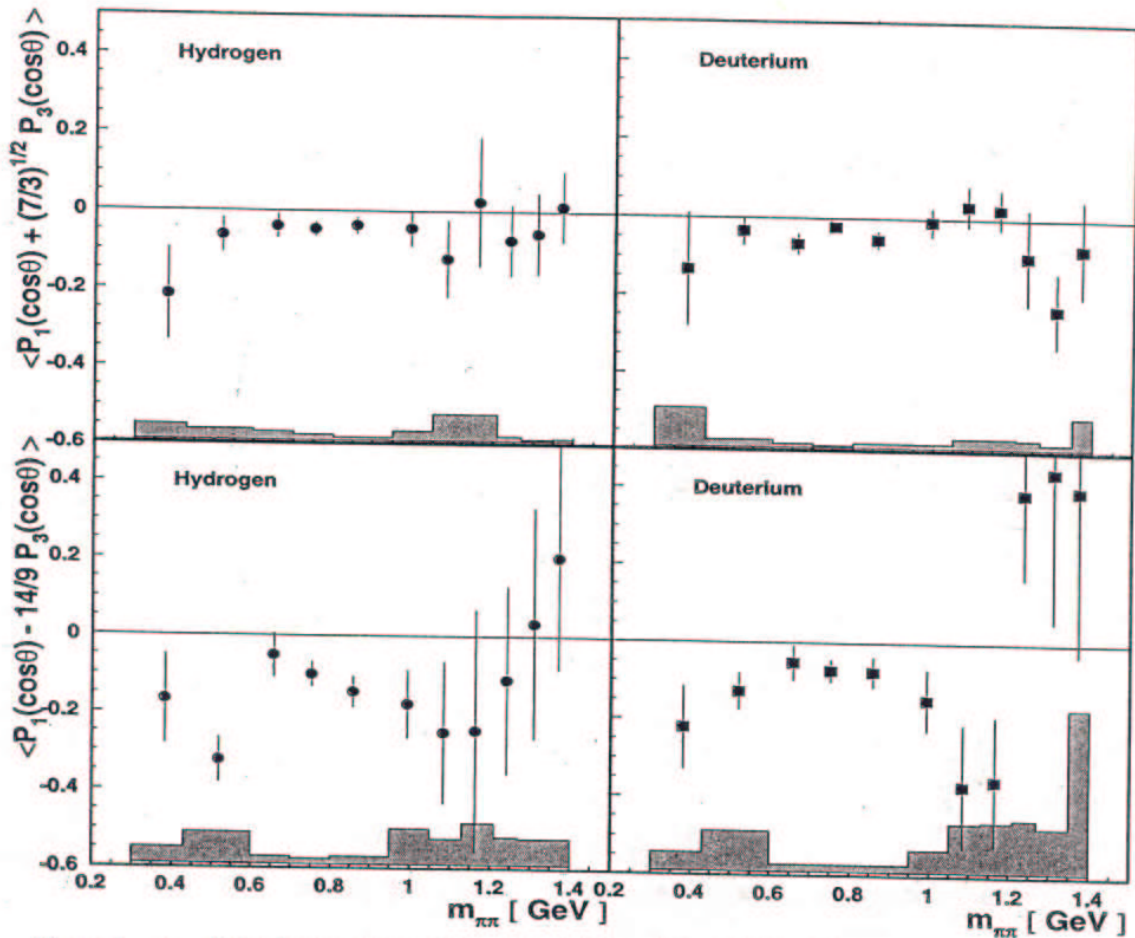 <P1(cosθ) + (7/3)^1/2 P3(cosθ)>
0.4
0.2
0
-0.2
-0.4
-0.6
Hydrogen
Deuterium
<P1(cosθ) - 14/9 P3(cosθ)>
0.4
0.2
0
-0.2
-0.4
-0.6
Hydrogen
Deuterium
0.2 0.4 0.6 0.8 1 1.2 1.4 0.2 0.4 0.6 0.8 1 1.2 1.4
mππ [ GeV ]
mππ [ GeV ]